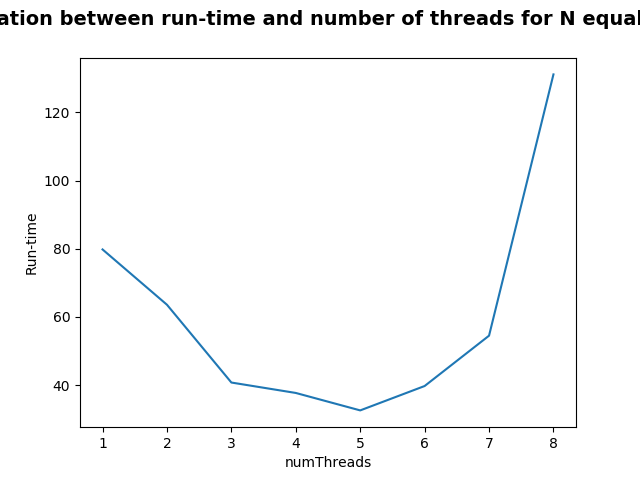 ation between run-time and number of threads for N equal
120
100
80
60
40
Run-time
1 2 3 4 5 6 7 8
numThreads